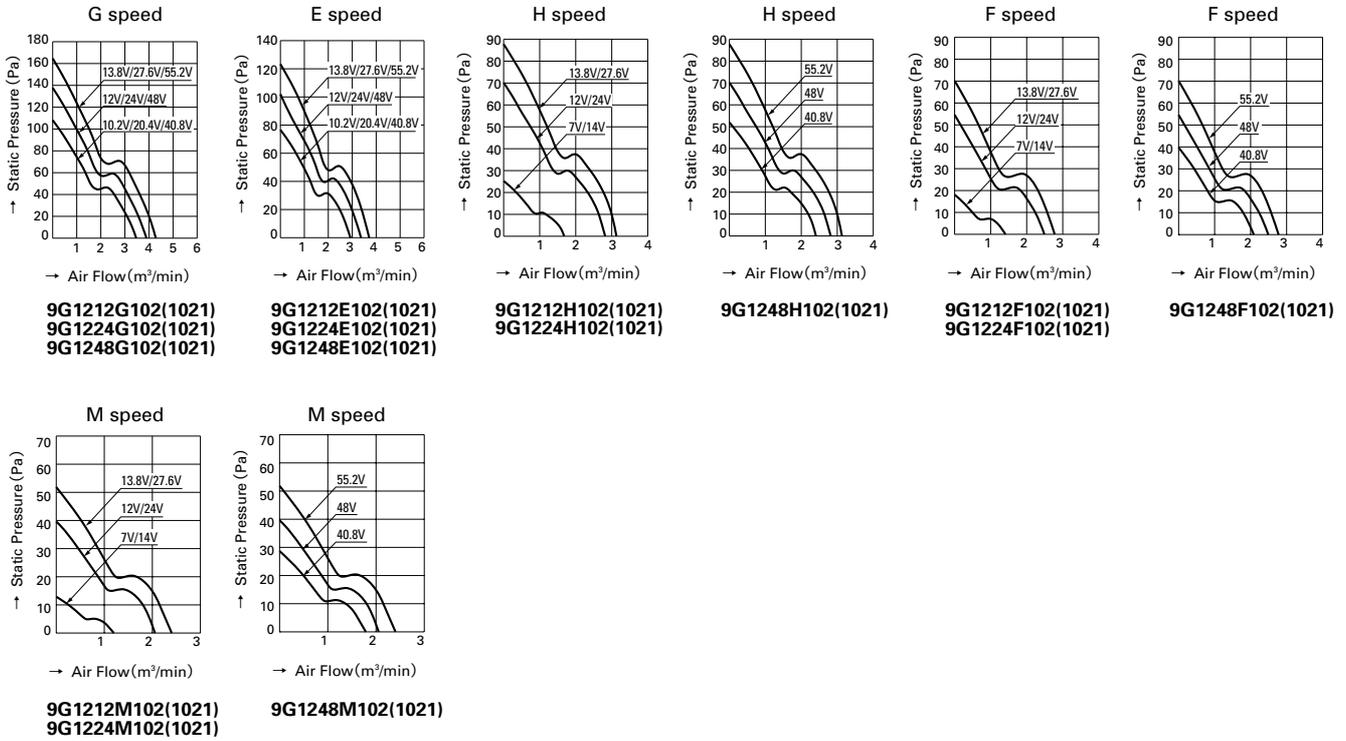 G speed
180
160
140
120
100
80
60
40
20
0
1 2 3 4 5 6
→ Static Pressure (Pa)
13.8V/27.6V/55.2V
12V/24V/48V
10.2V/20.4V/40.8V
→ Air Flow (m³/min)
9G1212G102(1021)
9G1224G102(1021)
9G1248G102(1021)
E speed
140
120
100
80
60
40
20
0
1 2 3 4 5 6
→ Static Pressure (Pa)
13.8V/27.6V/55.2V
12V/24V/48V
10.2V/20.4V/40.8V
→ Air Flow (m³/min)
9G1212E102(1021)
9G1224E102(1021)
9G1248E102(1021)
H speed
90
80
70
60
50
40
30
20
10
0
1 2 3 4
→ Static Pressure (Pa)
13.8V/27.6V
12V/24V
7V/14V
→ Air Flow (m³/min)
9G1212H102(1021)
9G1224H102(1021)
H speed
90
80
70
60
50
40
30
20
10
0
1 2 3 4
→ Static Pressure (Pa)
55.2V
48V
40.8V
→ Air Flow (m³/min)
9G1248H102(1021)
F speed
90
80
70
60
50
40
30
20
10
0
1 2 3 4
→ Static Pressure (Pa)
13.8V/27.6V
12V/24V
7V/14V
→ Air Flow (m³/min)
9G1212F102(1021)
9G1224F102(1021)
F speed
90
80
70
60
50
40
30
20
10
0
1 2 3 4
→ Static Pressure (Pa)
55.2V
48V
40.8V
→ Air Flow (m³/min)
9G1248F102(1021)
M speed
70
60
50
40
30
20
10
0
1 2 3
→ Static Pressure (Pa)
13.8V/27.6V
12V/24V
7V/14V
→ Air Flow (m³/min)
9G1212M102(1021)
9G1224M102(1021)
M speed
70
60
50
40
30
20
10
0
1 2 3
→ Static Pressure (Pa)
55.2V
48V
40.8V
→ Air Flow (m³/min)
9G1248M102(1021)